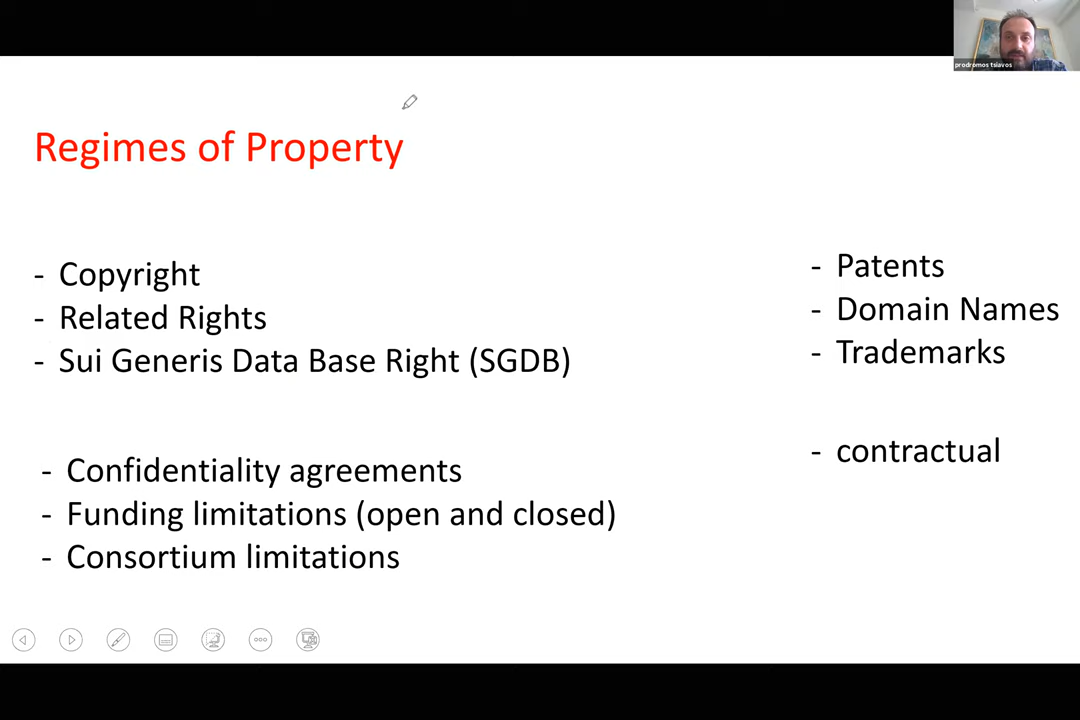 prodromos tsiavos
Regimes of Property
- Copyright
- Related Rights
- Sui Generis Data Base Right (SGDB)
- Patents
- Domain Names
- Trademarks
- Confidentiality agreements
- Funding limitations (open and closed)
- Consortium limitations
- contractual